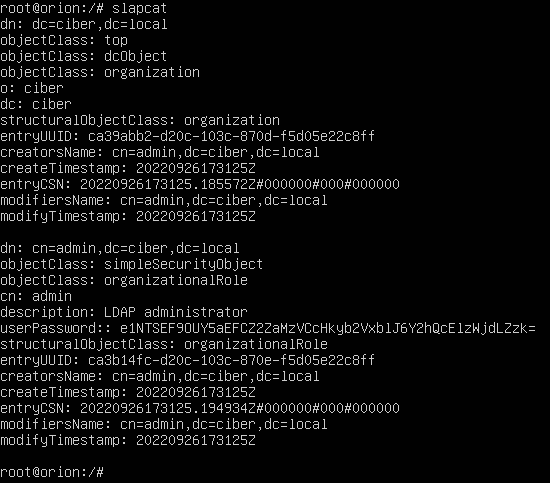 root@orion:/# slapcat
dn: dc=ciber,dc=local
objectClass: top
objectClass: dcObject
objectClass: organization
o: ciber
dc: ciber
structuralObjectClass: organization
entryUUID: ca39abb2-d20c-103c-870d-f5d05e22c8ff
creatorsName: cn=admin,dc=ciber,dc=local
createTimestamp: 20220926173125Z
entryCSN: 20220926173125.185572Z#000000#000#000000
modifiersName: cn=admin,dc=ciber,dc=local
modifyTimestamp: 20220926173125Z

dn: cn=admin,dc=ciber,dc=local
objectClass: simpleSecurityObject
objectClass: organizationalRole
cn: admin
description: LDAP administrator
userPassword:: e1NTSEF9OUY5aEFCZ2ZaMzVCcHkyb2VxblJ6Y2hQcElzWjdLZzk=
structuralObjectClass: organizationalRole
entryUUID: ca3b14fc-d20c-103c-870e-f5d05e22c8ff
creatorsName: cn=admin,dc=ciber,dc=local
createTimestamp: 20220926173125Z
entryCSN: 20220926173125.194934Z#000000#000#000000
modifiersName: cn=admin,dc=ciber,dc=local
modifyTimestamp: 20220926173125Z

root@orion:/#